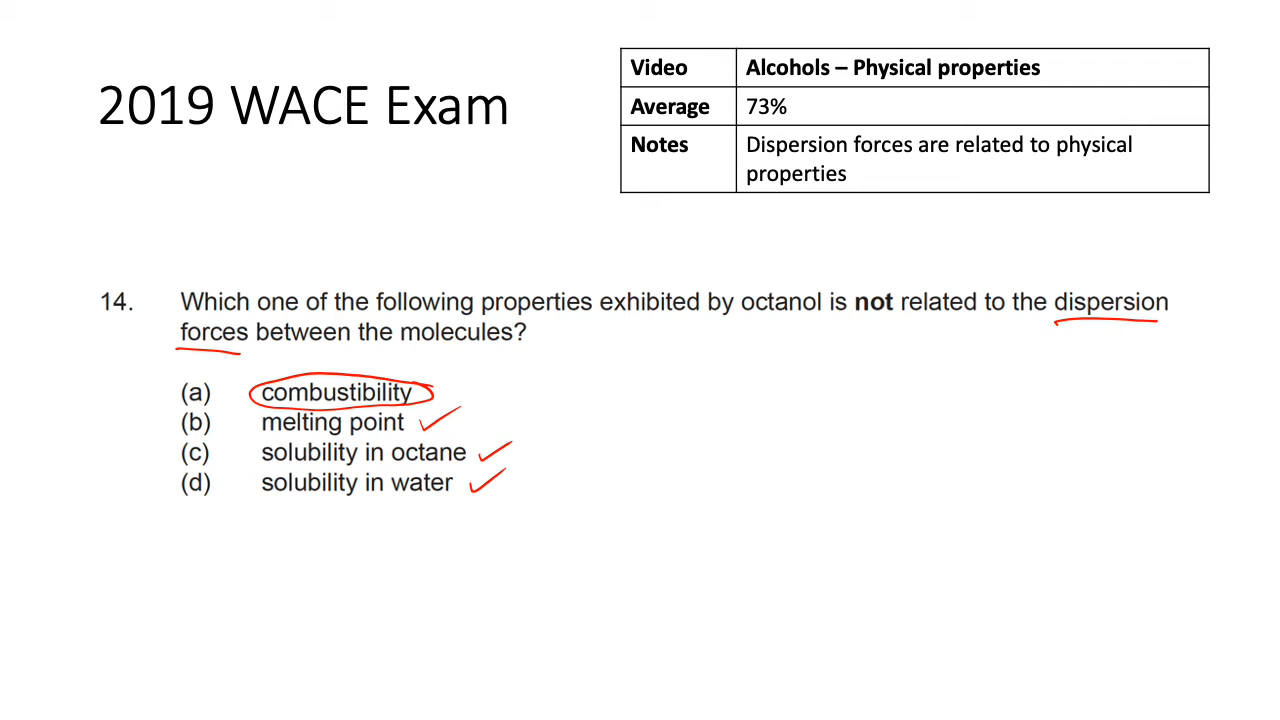 2019 WACE Exam
Video Alcohols – Physical properties
Average 73%
Notes Dispersion forces are related to physical
properties
14. Which one of the following properties exhibited by octanol is not related to the dispersion
forces between the molecules?
(a) combustibility
(b) melting point
(c) solubility in octane
(d) solubility in water